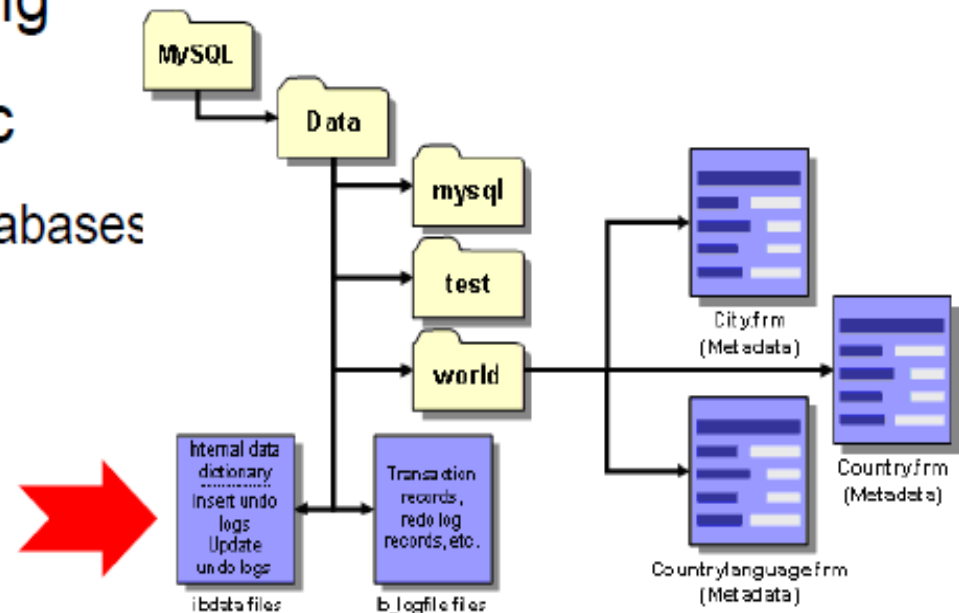 MySQL
Data
abases
mysql
test
world
City.frm
(Metadata)
Internal data
dictionary
Insert undo
logs
Update
undo logs
Transaction
records,
redo log
records, etc.
Country.frm
(Metadata)
Countrylanguage.frm
(Metadata)
ibdata files
ib_logfile files